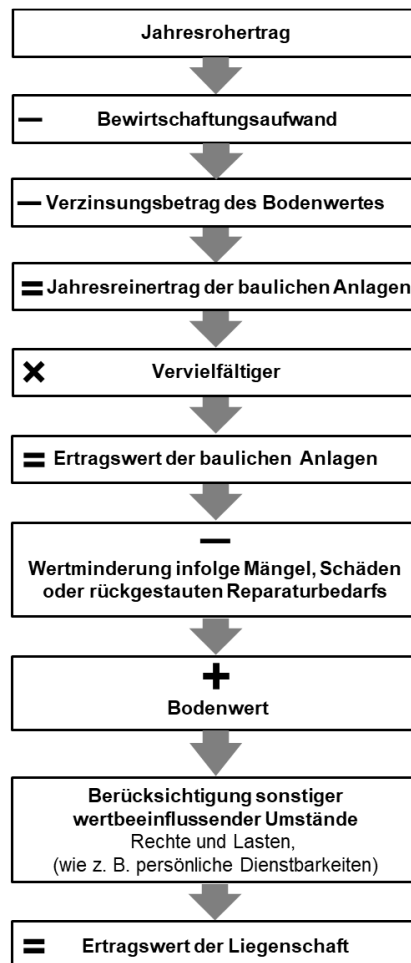 Jahresrohertrag
− Bewirtschaftungsaufwand
− Verzinsungsbetrag des Bodenwertes
= Jahresreinertrag der baulichen Anlagen
× Vervielfältiger
= Ertragswert der baulichen Anlagen
−
Wertminderung infolge Mängel, Schäden
oder rückgestauten Reparaturbedarfs
+
Bodenwert
Berücksichtigung sonstiger
wertbeeinflussender Umstände
Rechte und Lasten,
(wie z. B. persönliche Dienstbarkeiten)
= Ertragswert der Liegenschaft